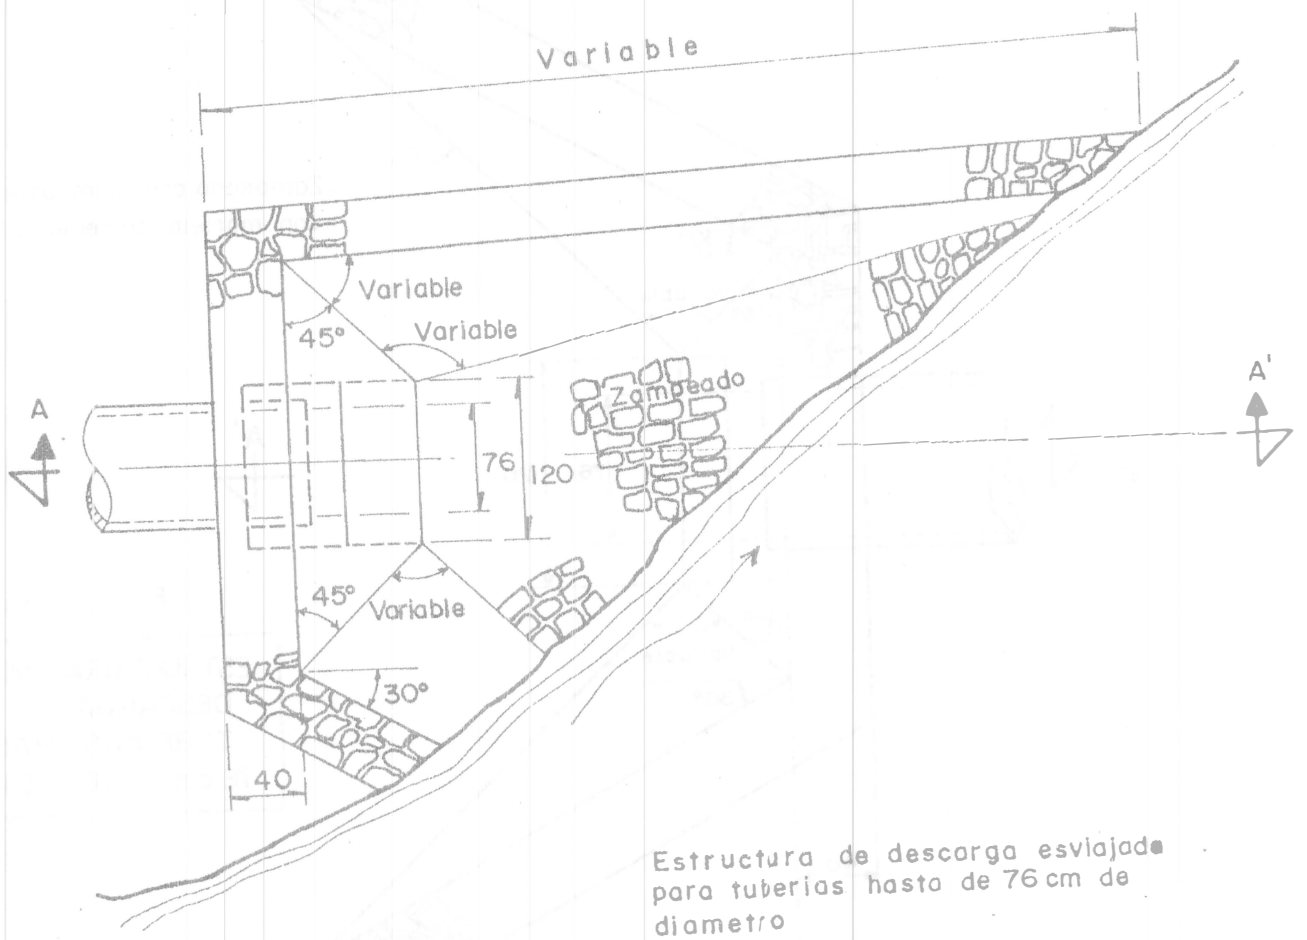 Variable
Variable
45°
Variable
A
Zampeado
A'
76
120
45°
Variable
30°
40
Estructura de descarga esviajada
para tuberias hasta de 76 cm de
diametro